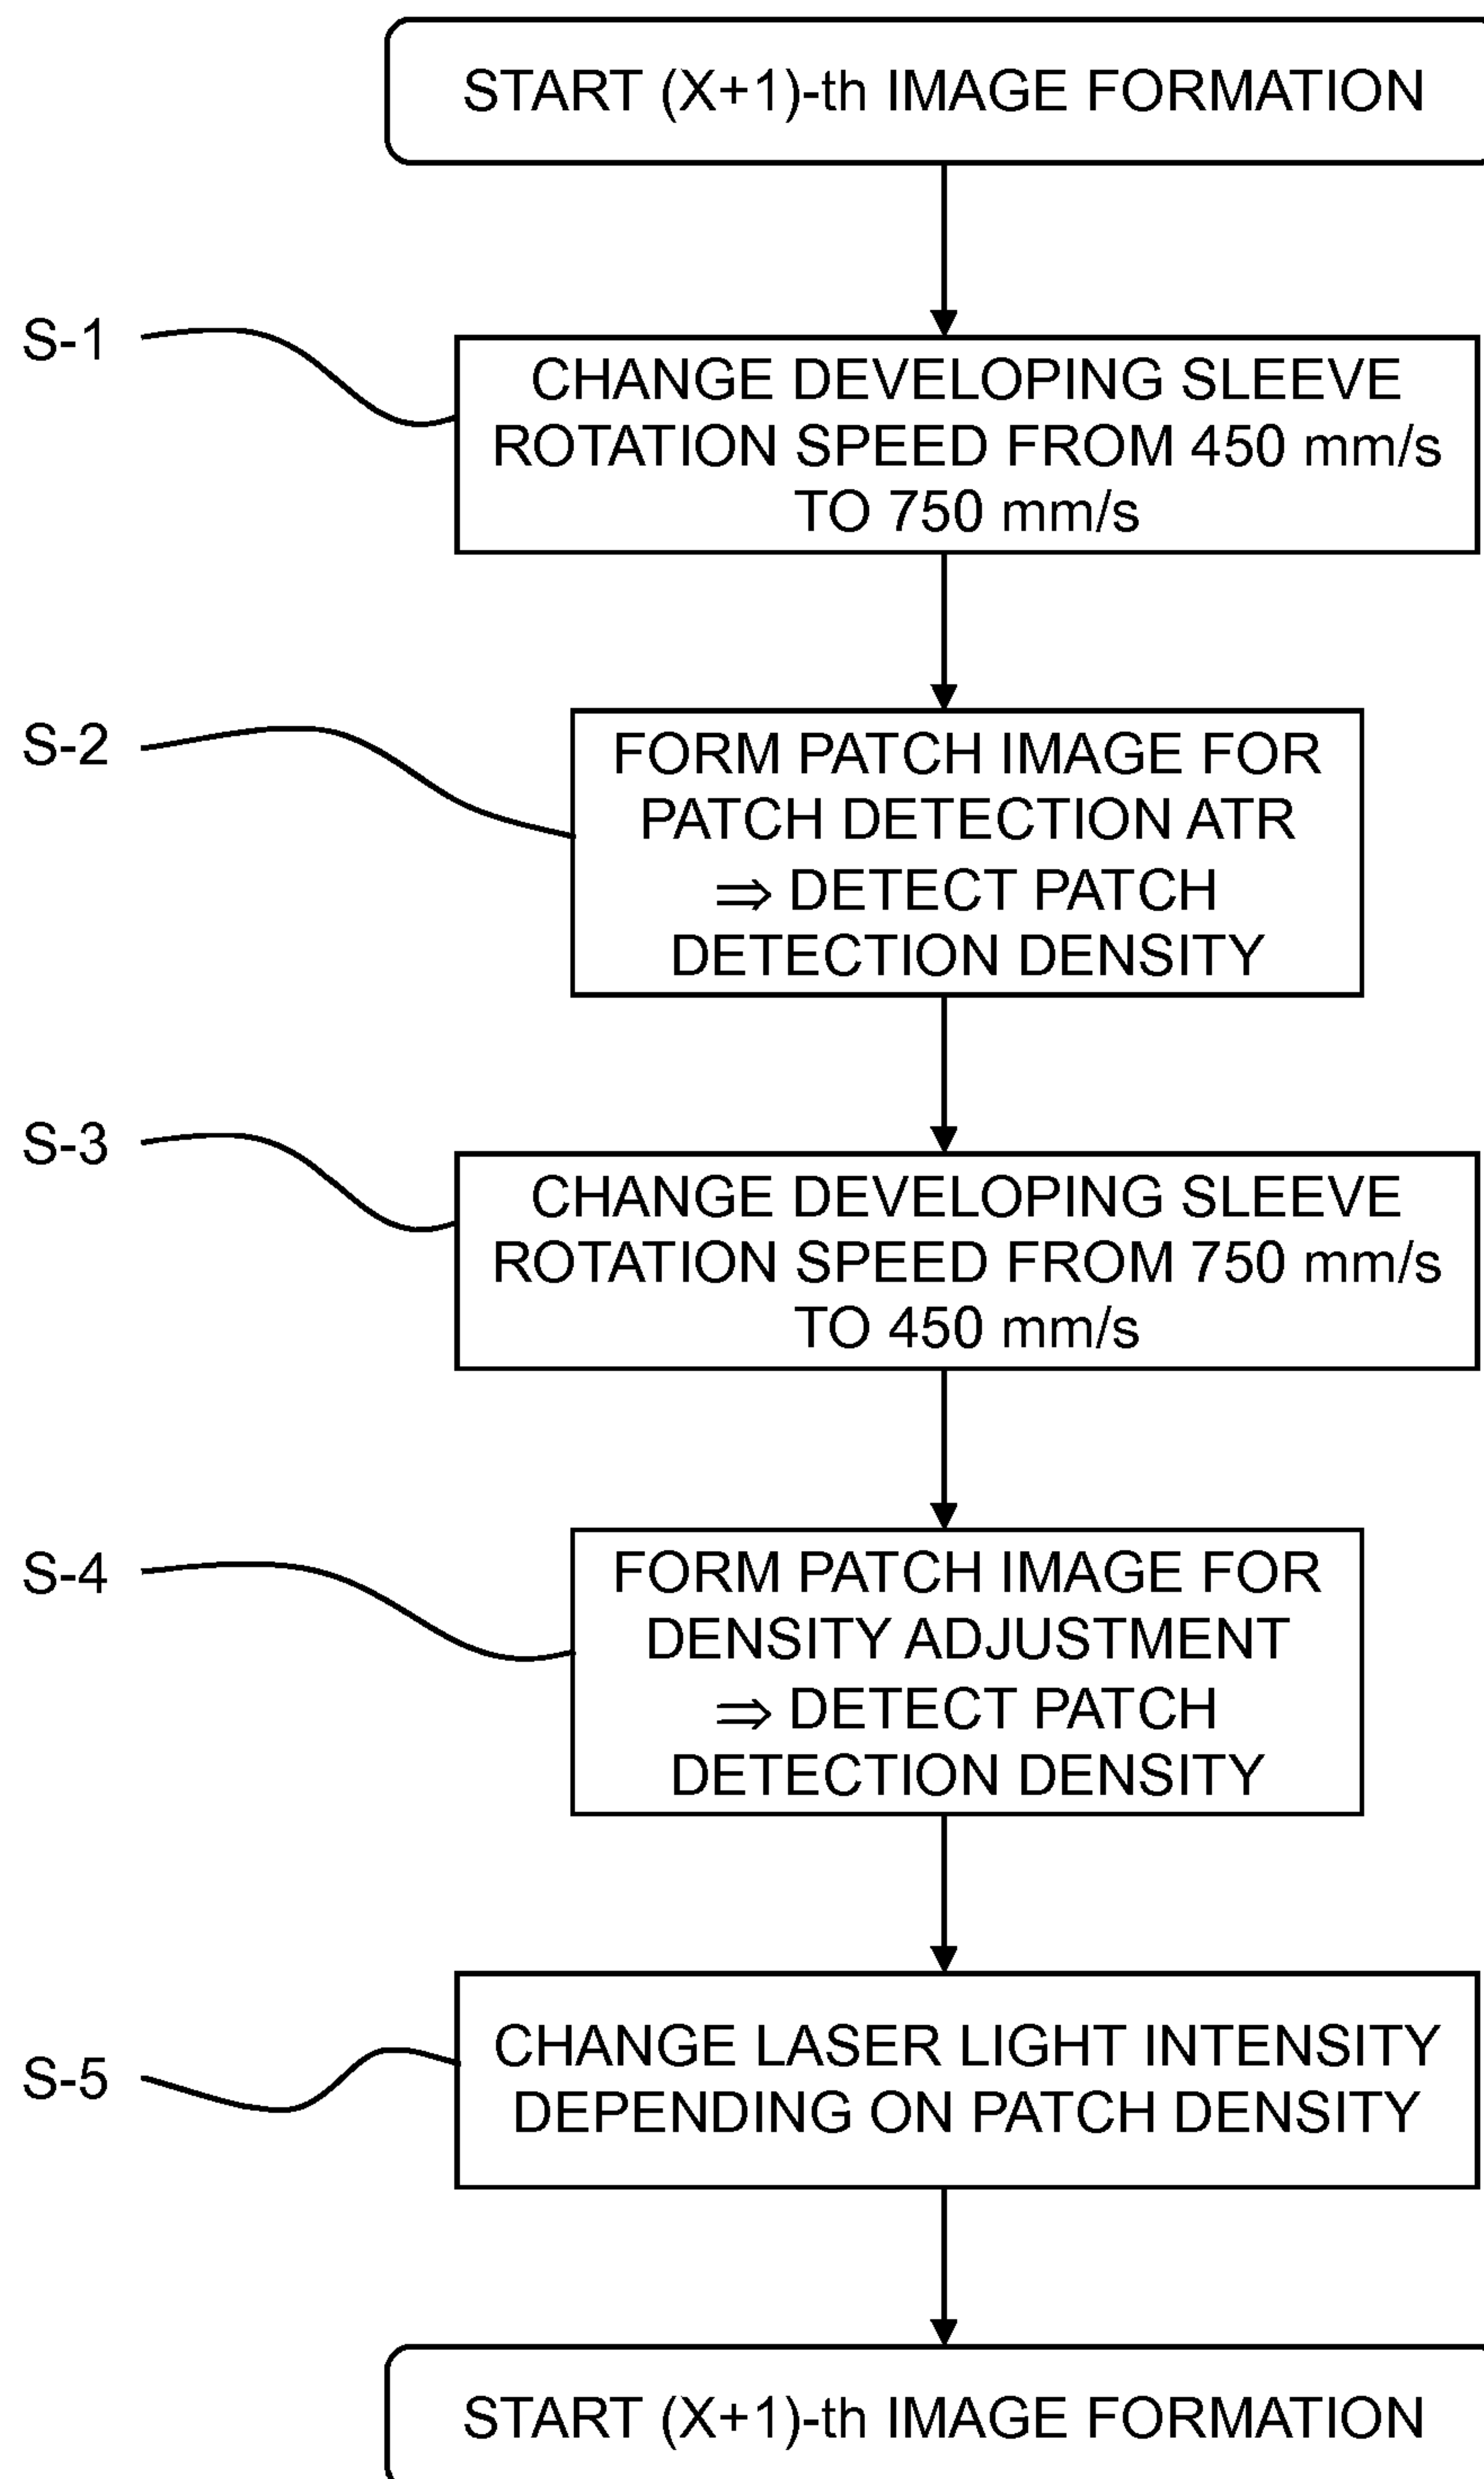 START (X+1)-th IMAGE FORMATION
S-1
CHANGE DEVELOPING SLEEVE
ROTATION SPEED FROM 450 mm/s
TO 750 mm/s
S-2
FORM PATCH IMAGE FOR
PATCH DETECTION ATR
⇒ DETECT PATCH
DETECTION DENSITY
S-3
CHANGE DEVELOPING SLEEVE
ROTATION SPEED FROM 750 mm/s
TO 450 mm/s
S-4
FORM PATCH IMAGE FOR
DENSITY ADJUSTMENT
⇒ DETECT PATCH
DETECTION DENSITY
S-5
CHANGE LASER LIGHT INTENSITY
DEPENDING ON PATCH DENSITY
START (X+1)-th IMAGE FORMATION